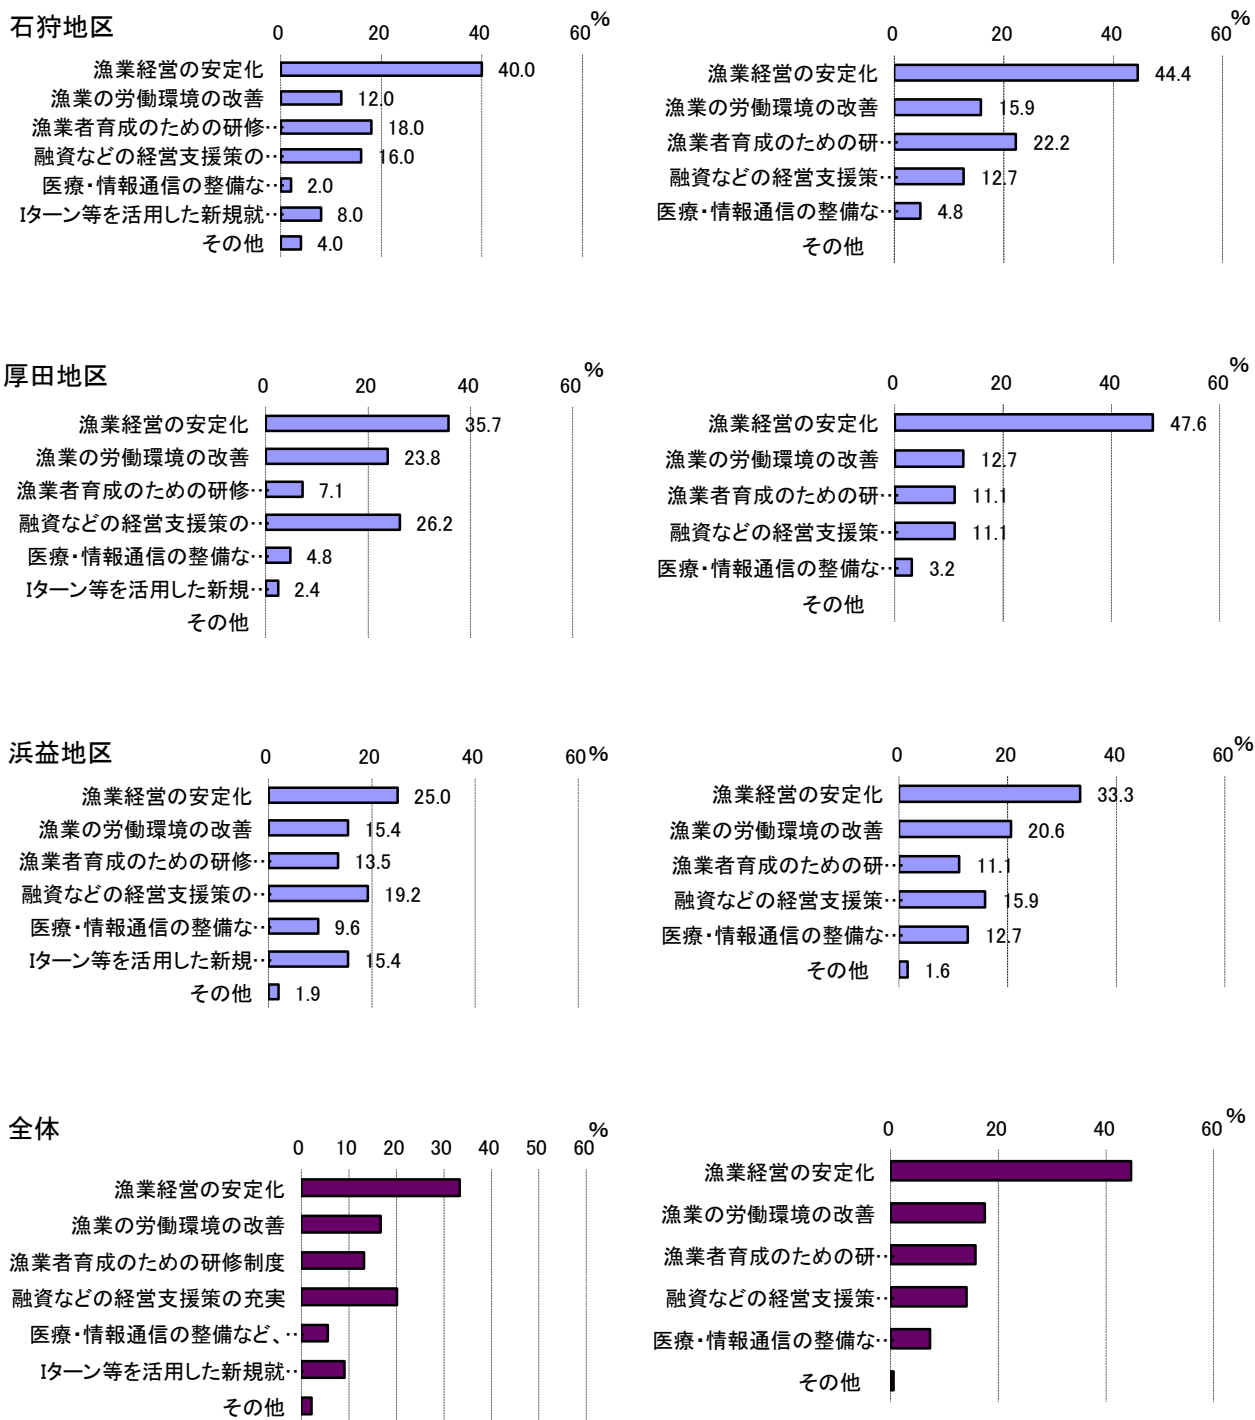 石狩地区
0 20 40 60 %
漁業経営の安定化 40.0
漁業の労働環境の改善 12.0
漁業者育成のための研修‥ 18.0
融資などの経営支援策の‥ 16.0
医療・情報通信の整備な‥ 2.0
Iターン等を活用した新規就‥ 8.0
その他 4.0
0 20 40 60 %
漁業経営の安定化 44.4
漁業の労働環境の改善 15.9
漁業者育成のための研‥ 22.2
融資などの経営支援策‥ 12.7
医療・情報通信の整備な‥ 4.8
その他
厚田地区
0 20 40 60 %
漁業経営の安定化 35.7
漁業の労働環境の改善 23.8
漁業者育成のための研修‥ 7.1
融資などの経営支援策の‥ 26.2
医療・情報通信の整備な‥ 4.8
Iターン等を活用した新規‥ 2.4
その他
0 20 40 60 %
漁業経営の安定化 47.6
漁業の労働環境の改善 12.7
漁業者育成のための研‥ 11.1
融資などの経営支援策‥ 11.1
医療・情報通信の整備な‥ 3.2
その他
浜益地区
0 20 40 60 %
漁業経営の安定化 25.0
漁業の労働環境の改善 15.4
漁業者育成のための研修‥ 13.5
融資などの経営支援策の‥ 19.2
医療・情報通信の整備な‥ 9.6
Iターン等を活用した新規‥ 15.4
その他 1.9
0 20 40 60 %
漁業経営の安定化 33.3
漁業の労働環境の改善 20.6
漁業者育成のための研‥ 11.1
融資などの経営支援策‥ 15.9
医療・情報通信の整備な‥ 12.7
その他 1.6
全体
0 10 20 30 40 50 60 %
漁業経営の安定化
漁業の労働環境の改善
漁業者育成のための研修制度
融資などの経営支援策の充実
医療・情報通信の整備など、‥
Iターン等を活用した新規就‥
その他
0 20 40 60 %
漁業経営の安定化
漁業の労働環境の改善
漁業者育成のための研‥
融資などの経営支援策‥
医療・情報通信の整備な‥
その他